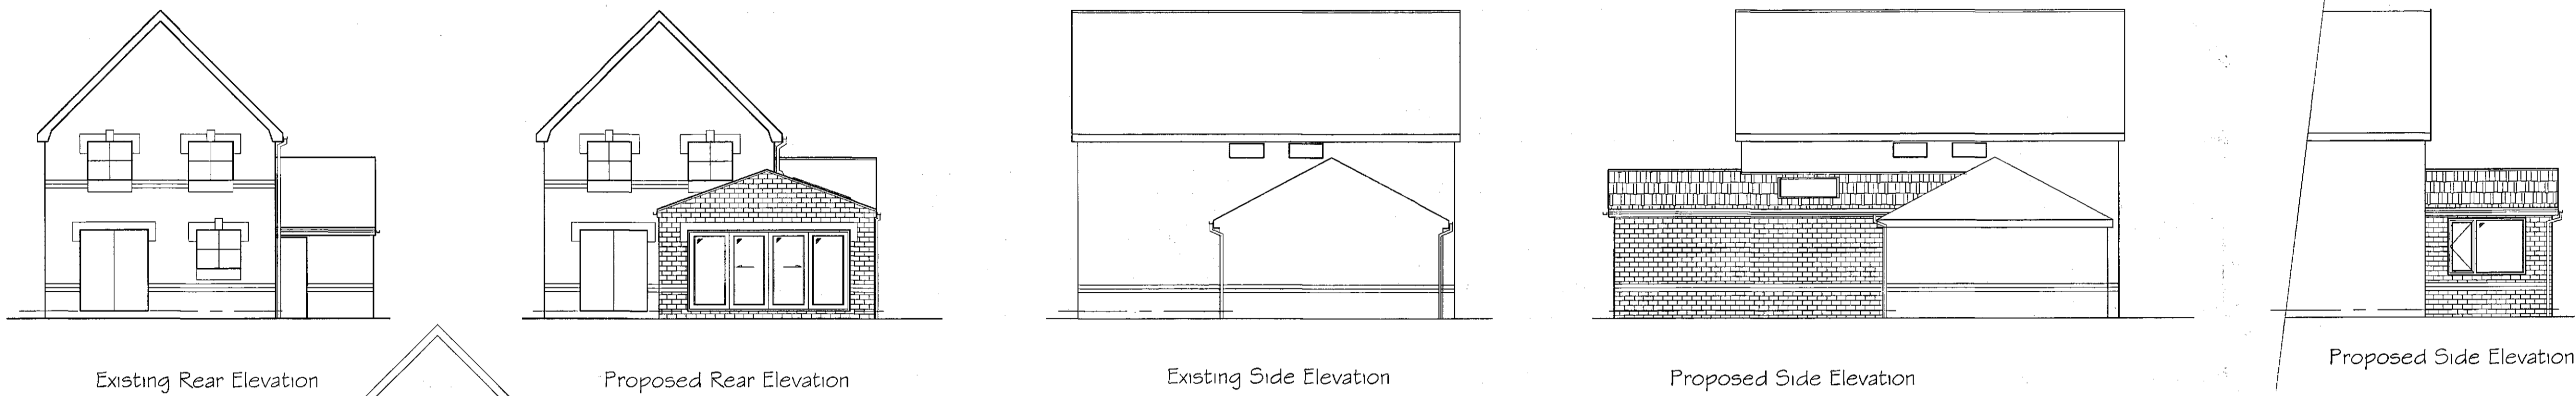 Existing Rear Elevation
Proposed Rear Elevation
Existing Side Elevation
Proposed Side Elevation
Proposed Side Elevation